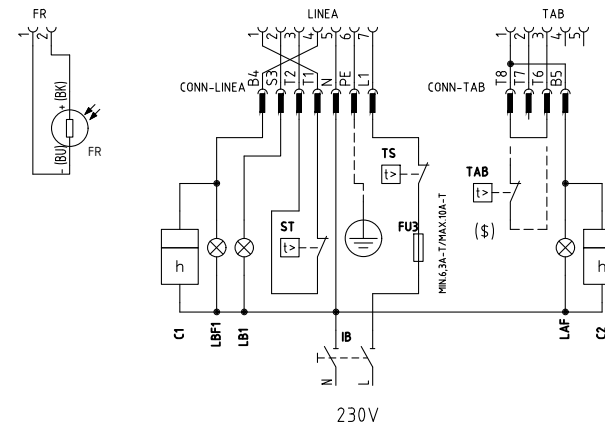 FR
LINEA
TAB
1 2
1 2 3 4 5 6 7
1 2 3 4 5
CONN-LINEA
B4 S3 T2 T1 N PE L1
CONN-TAB
T8 T7 T6 B5
+ (BK)
FR
- (BU)
TS
t>
TAB
t>
($)
ST
t>
FU3
MIN.6,3A-T/MAX.10A-T
h
h
C1
LBF1
LB1
IB
LAF
C2
N
L
230V